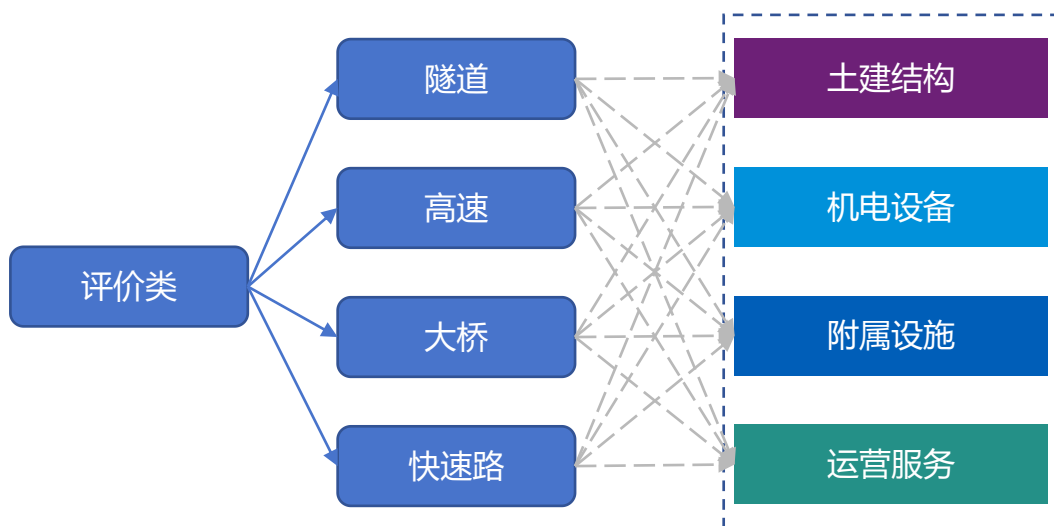 隧道
土建结构
高速
机电设备
评价类
大桥
附属设施
快速路
运营服务